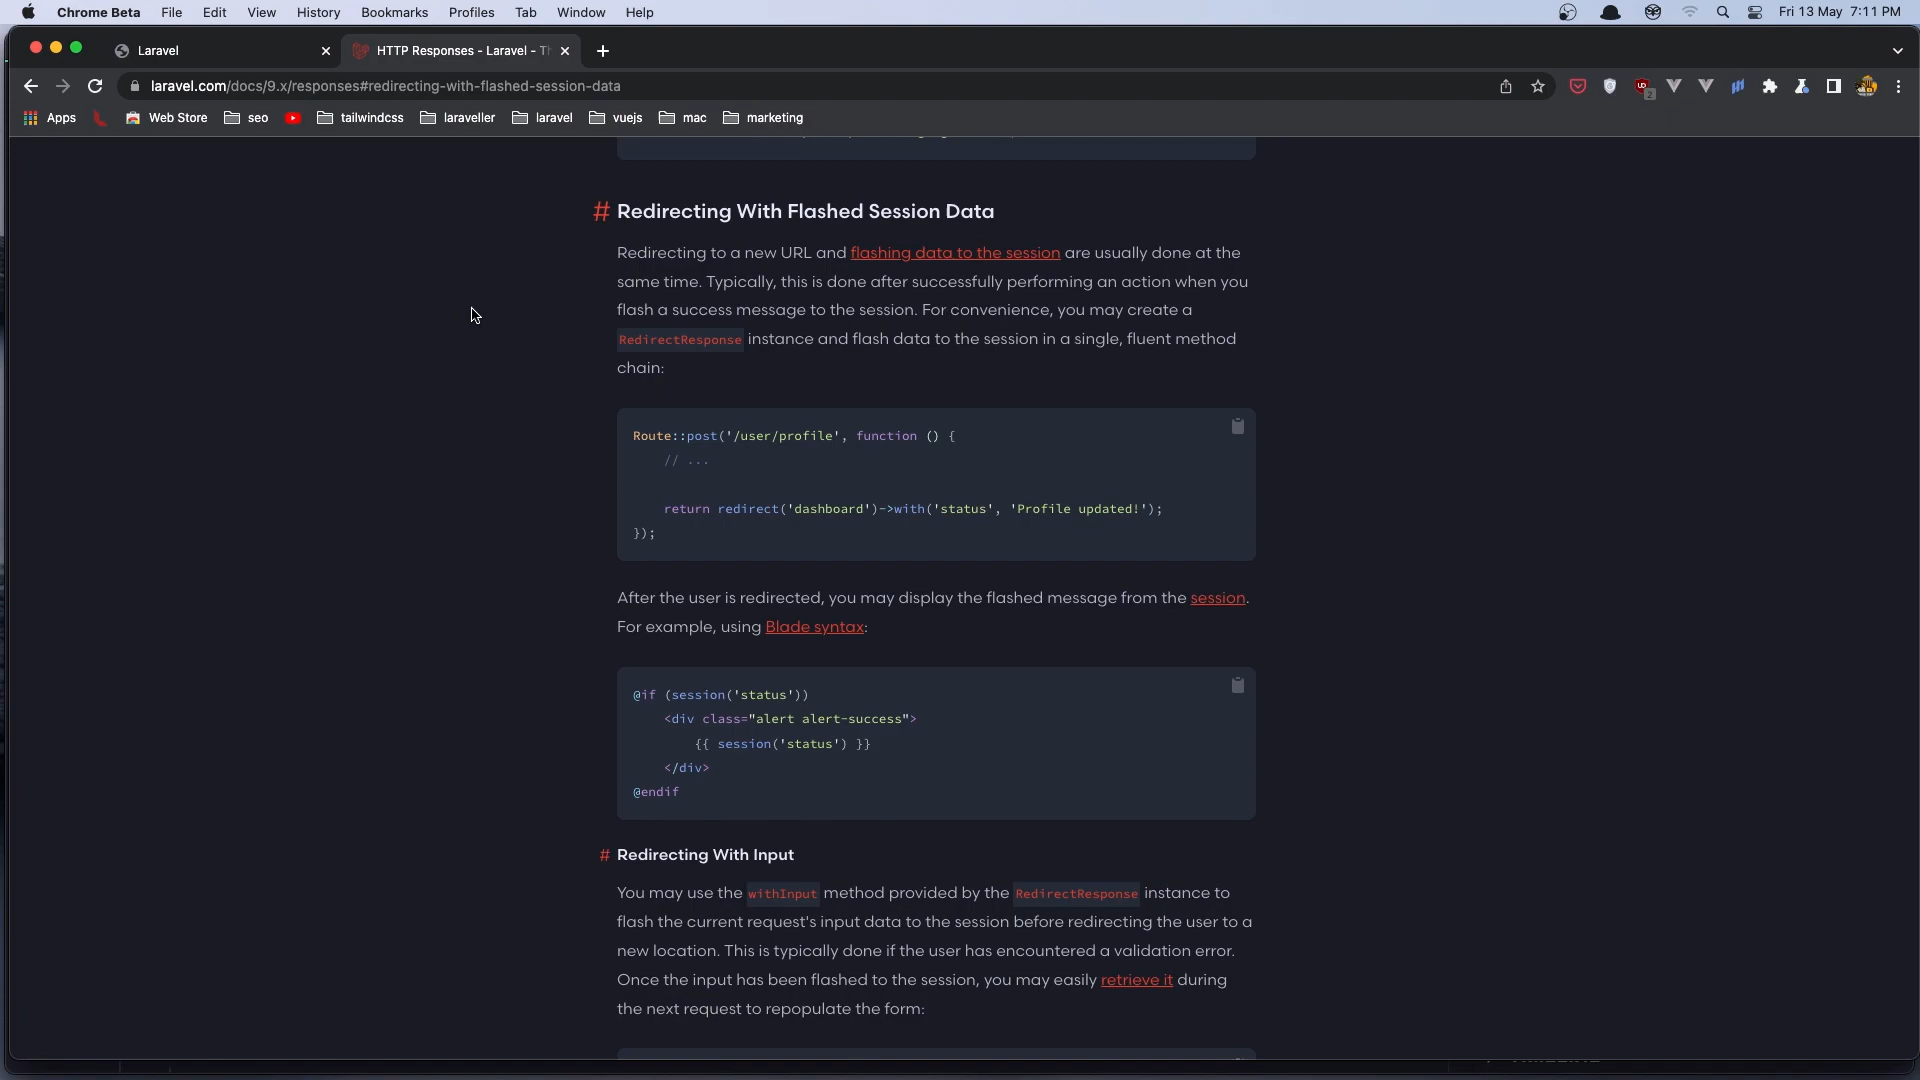 Chrome Beta File Edit View History Bookmarks Profiles Tab Window Help Fri 13 May 7:11 PM
Laravel HTTP Responses - Laravel - Th
laravel.com/docs/9.x/responses#redirecting-with-flashed-session-data
UD
2
Apps Web Store seo tailwindcss laraveller laravel vuejs mac marketing
# Redirecting With Flashed Session Data
Redirecting to a new URL and flashing data to the session are usually done at the
same time. Typically, this is done after successfully performing an action when you
flash a success message to the session. For convenience, you may create a
RedirectResponse instance and flash data to the session in a single, fluent method
chain:
Route::post('/user/profile', function () {
    // ...
    return redirect('dashboard')->with('status', 'Profile updated!');
});
After the user is redirected, you may display the flashed message from the session.
For example, using Blade syntax:
@if (session('status'))
    <div class="alert alert-success">
        {{ session('status') }}
    </div>
@endif
# Redirecting With Input
You may use the withInput method provided by the RedirectResponse instance to
flash the current request's input data to the session before redirecting the user to a
new location. This is typically done if the user has encountered a validation error.
Once the input has been flashed to the session, you may easily retrieve it during
the next request to repopulate the form: